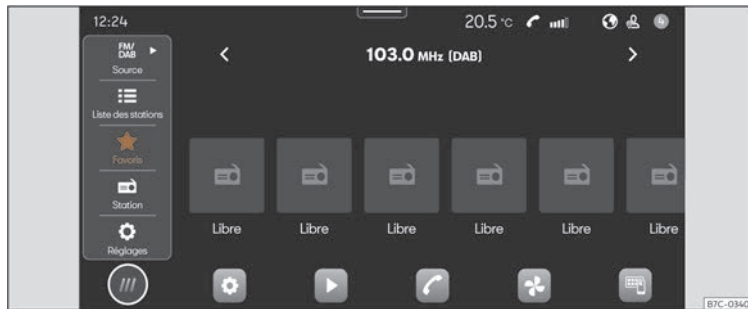 12:24
20.5 °C
4
FM/
DAB
Source
103.0 MHz (DAB)
Liste des stations
Favoris
Station
Réglages
Libre
Libre
Libre
Libre
Libre
Libre
B7C-0340